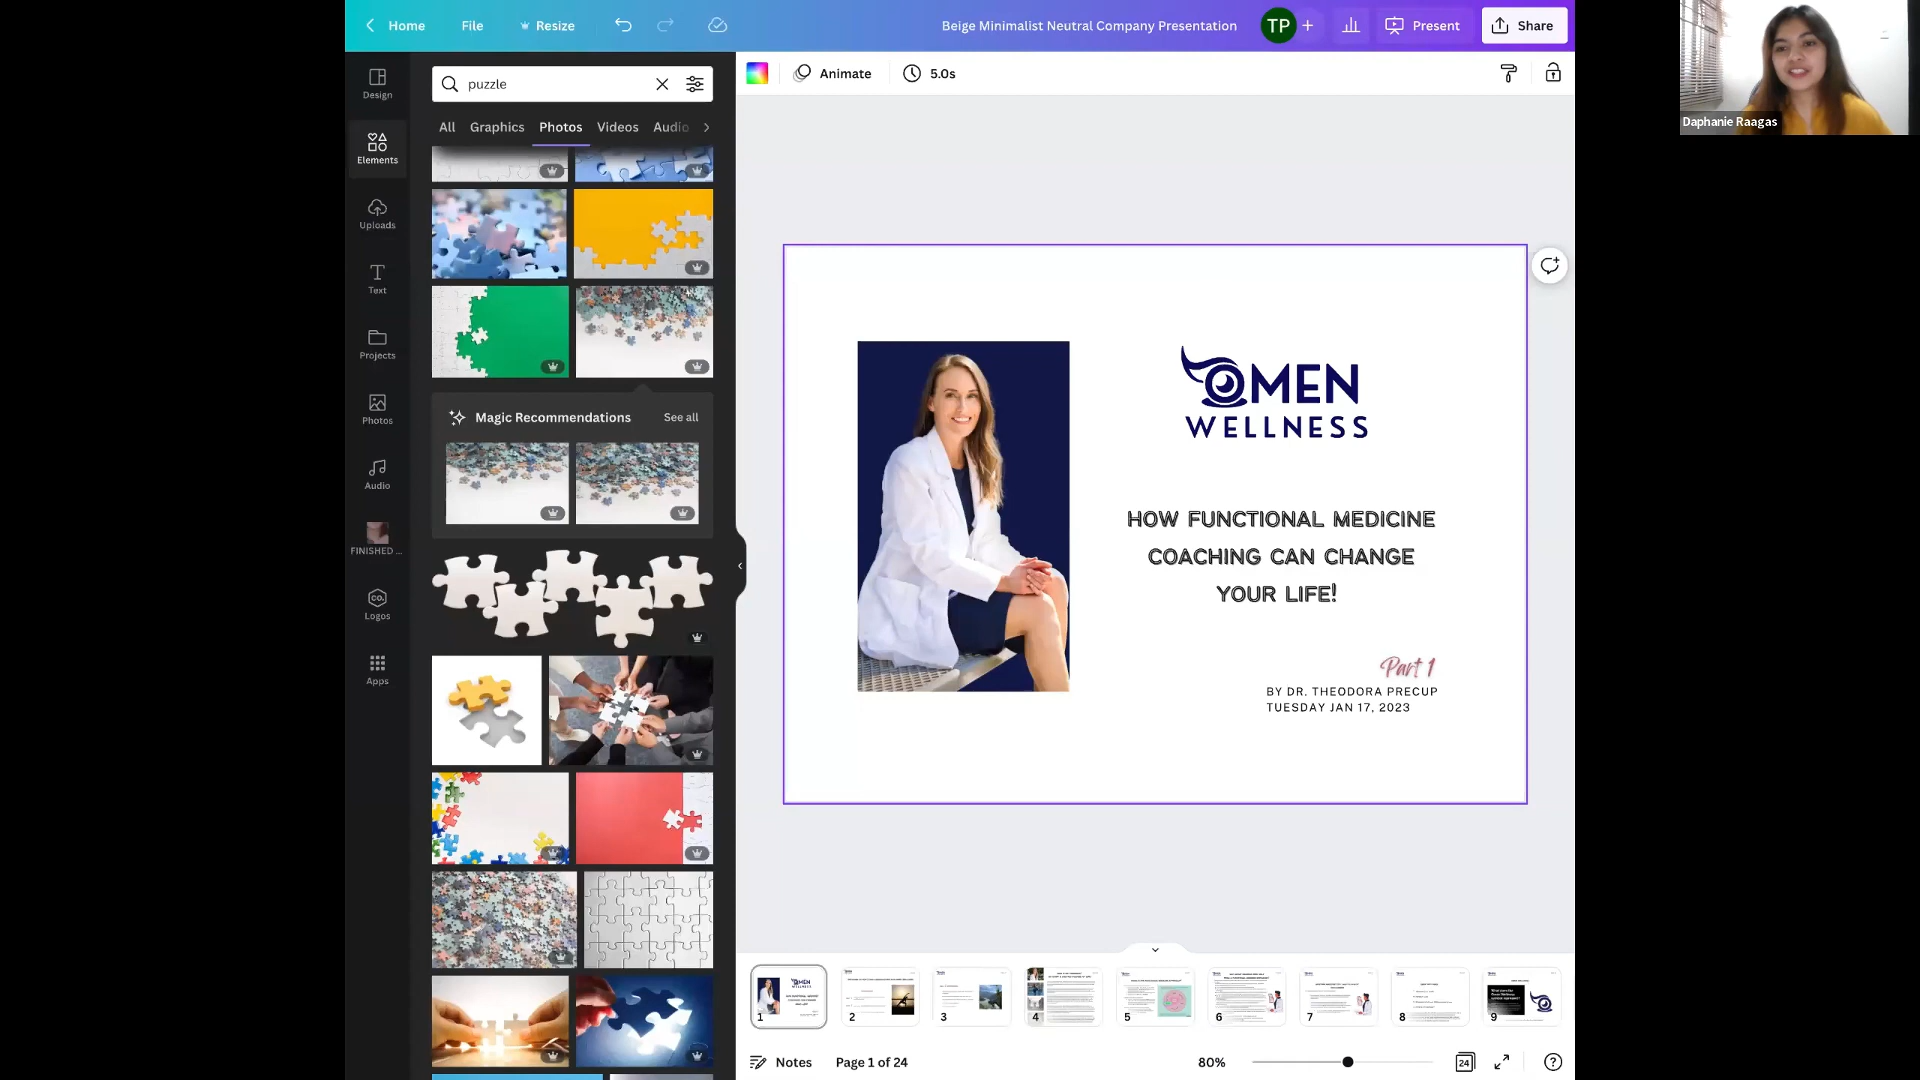 Home
File
Resize
Beige Minimalist Neutral Company Presentation
TP
Present
Share
Daphanie Raagas
Design
Elements
Uploads
Text
Projects
Photos
Audio
FINISHED ...
Logos
CO.
Apps
puzzle
All
Graphics
Photos
Videos
Audio
Magic Recommendations
See all
Animate
5.0s
OMEN
WELLNESS
HOW FUNCTIONAL MEDICINE
COACHING CAN CHANGE
YOUR LIFE!
Part 1
BY DR. THEODORA PRECUP
TUESDAY JAN 17, 2023
1
2
3
4
5
6
7
8
9
Notes
Page 1 of 24
80%
24